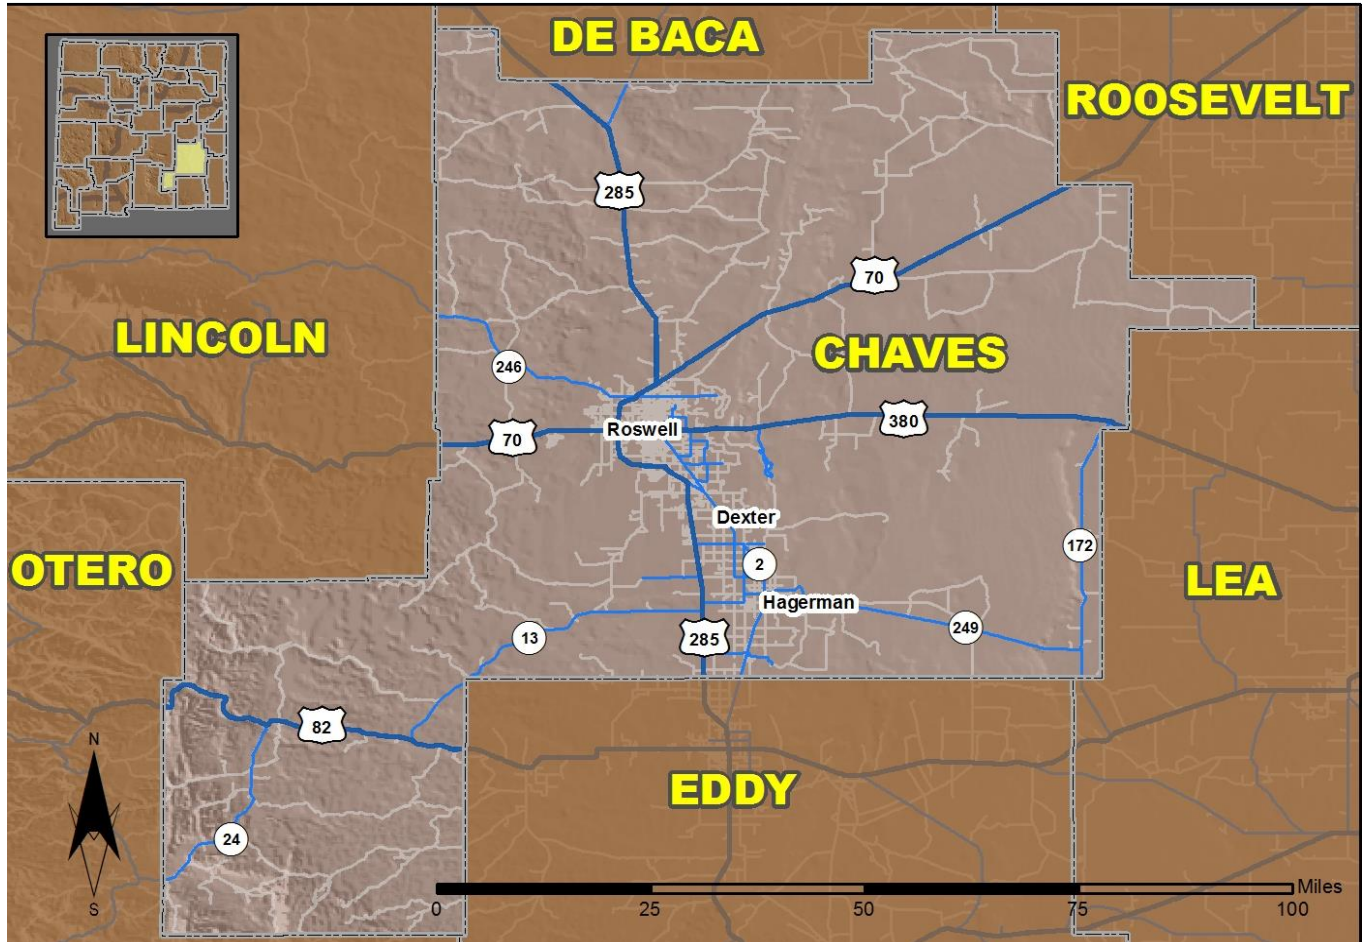 DE BACA
ROOSEVELT
285
70
LINCOLN
CHAVES
246
70
Roswell
380
Dexter
172
2
OTERO
LEA
Hagerman
13
285
249
82
N
EDDY
24
S
Miles
0
25
50
75
100